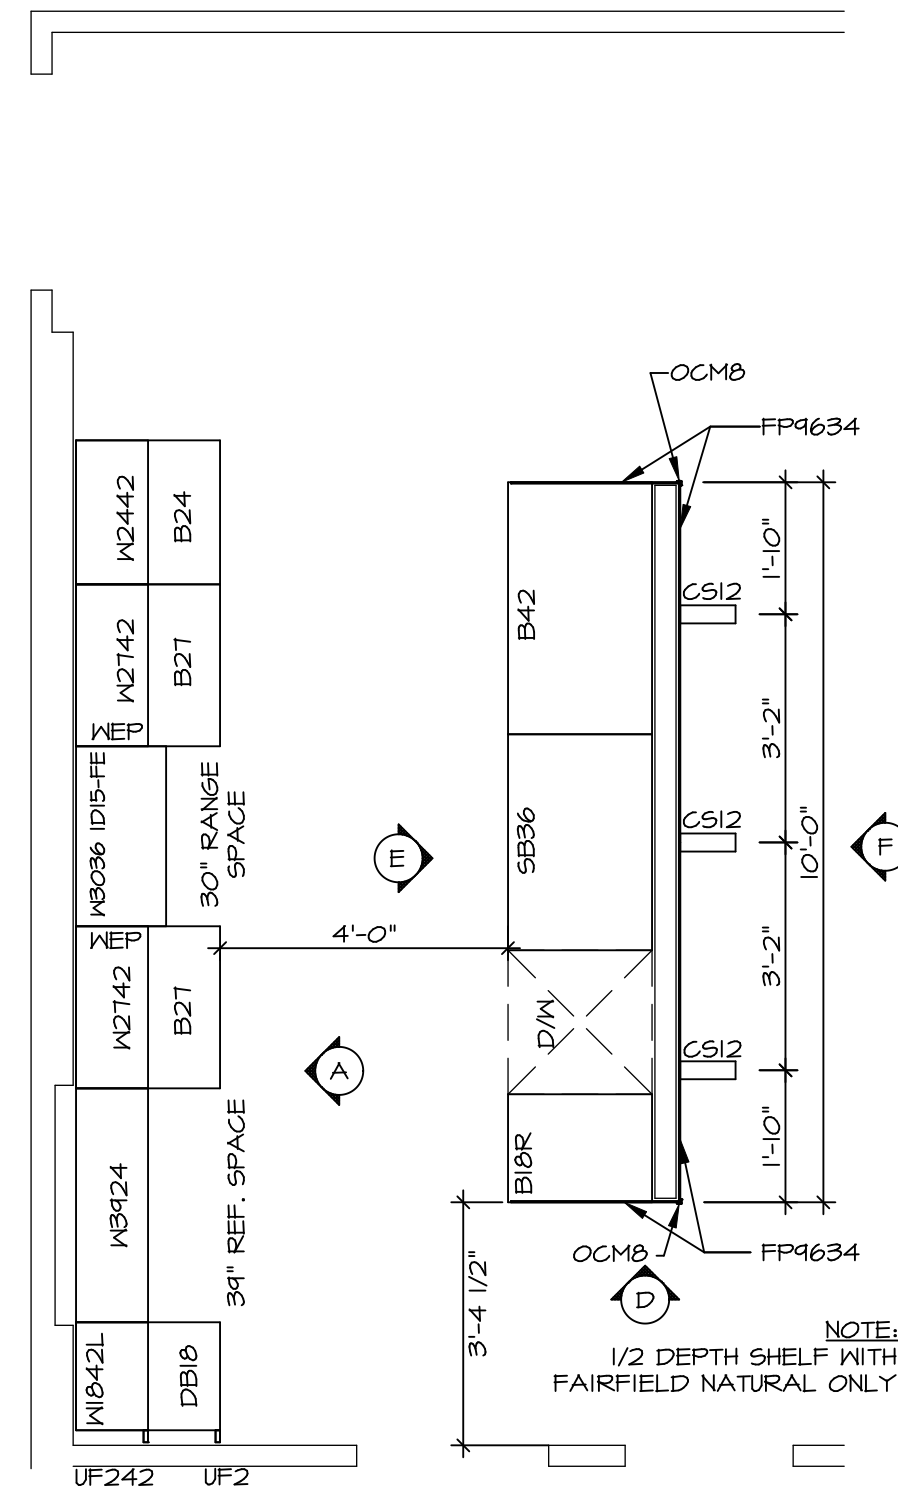 OCM8
FP9634
W2442
B24
1'-10"
CS12
B42
W2742
B27
WEP
3'-2"
W3036 1D15-FE
30" RANGE
SPACE
SB36
CS12
10'-0"
E
F
WEP
4'-0"
W2742
B27
D/W
3'-2"
CS12
A
39" REF. SPACE
W3924
B18R
1'-10"
OCM8
FP9634
3'-4 1/2"
D
W1842L
DB18
NOTE:
1/2 DEPTH SHELF WITH
FAIRFIELD NATURAL ONLY
UF242
UF2